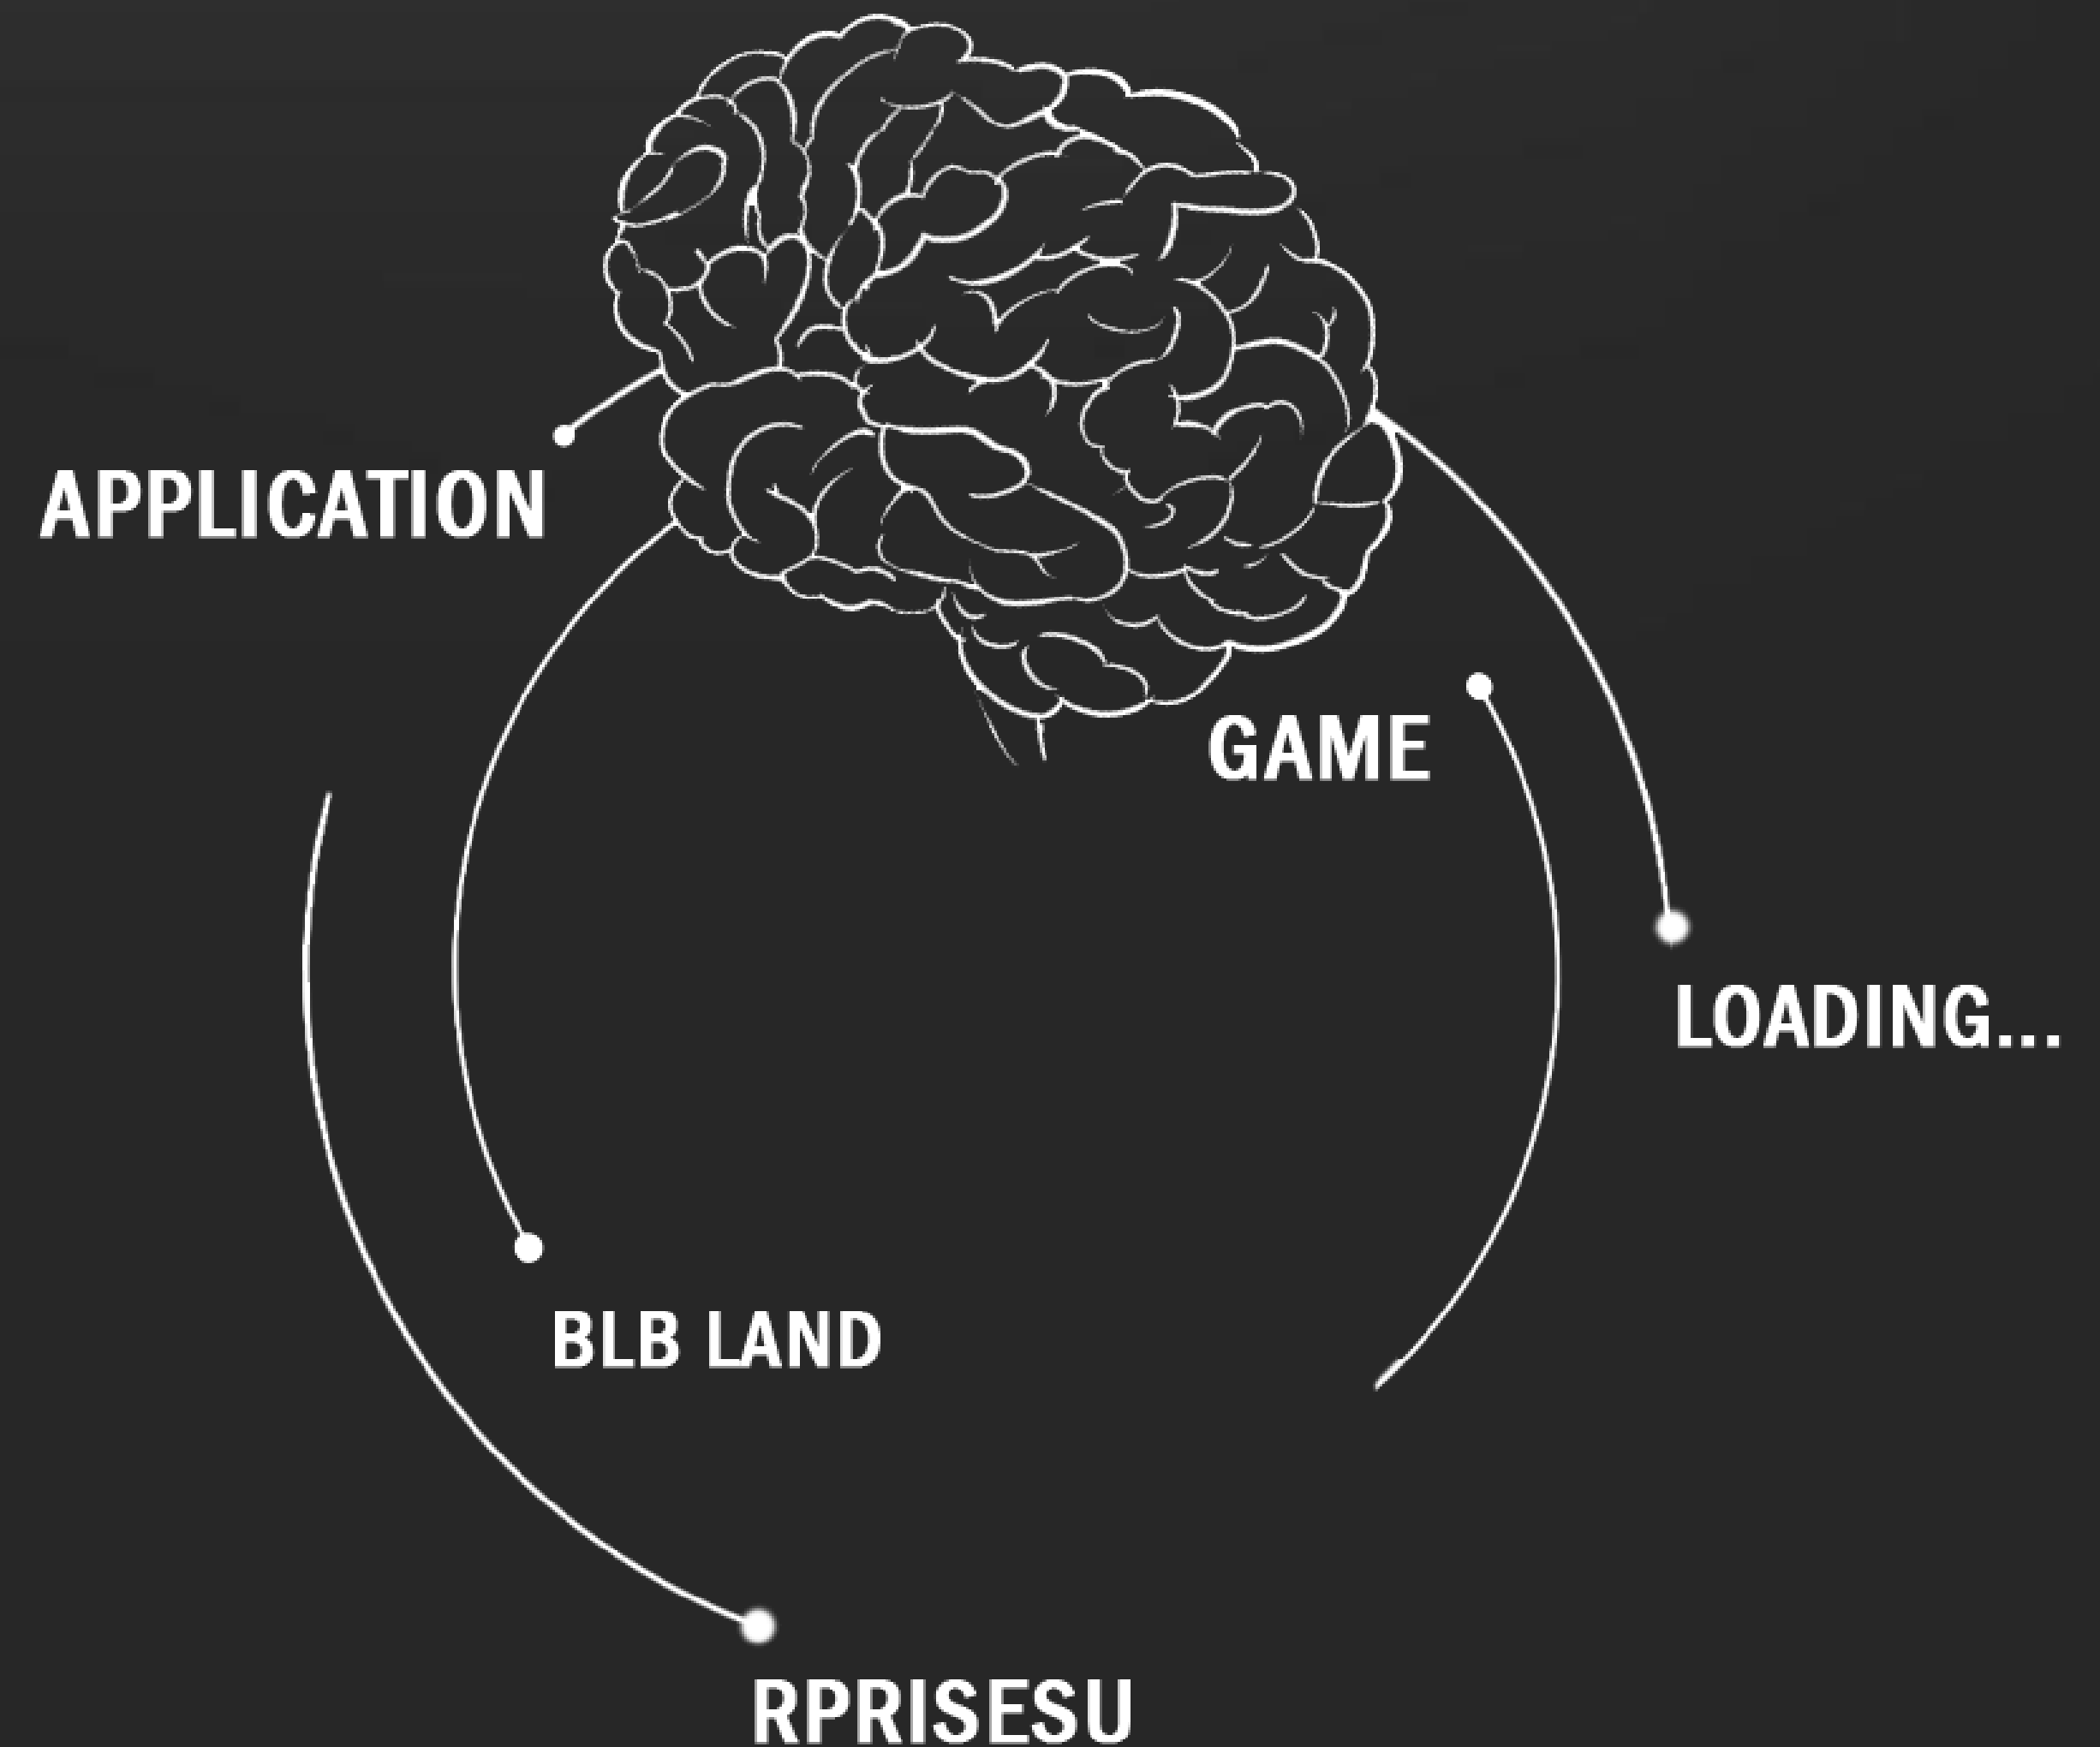 APPLICATION
GAME
LOADING...
BLB LAND
RPRISESU